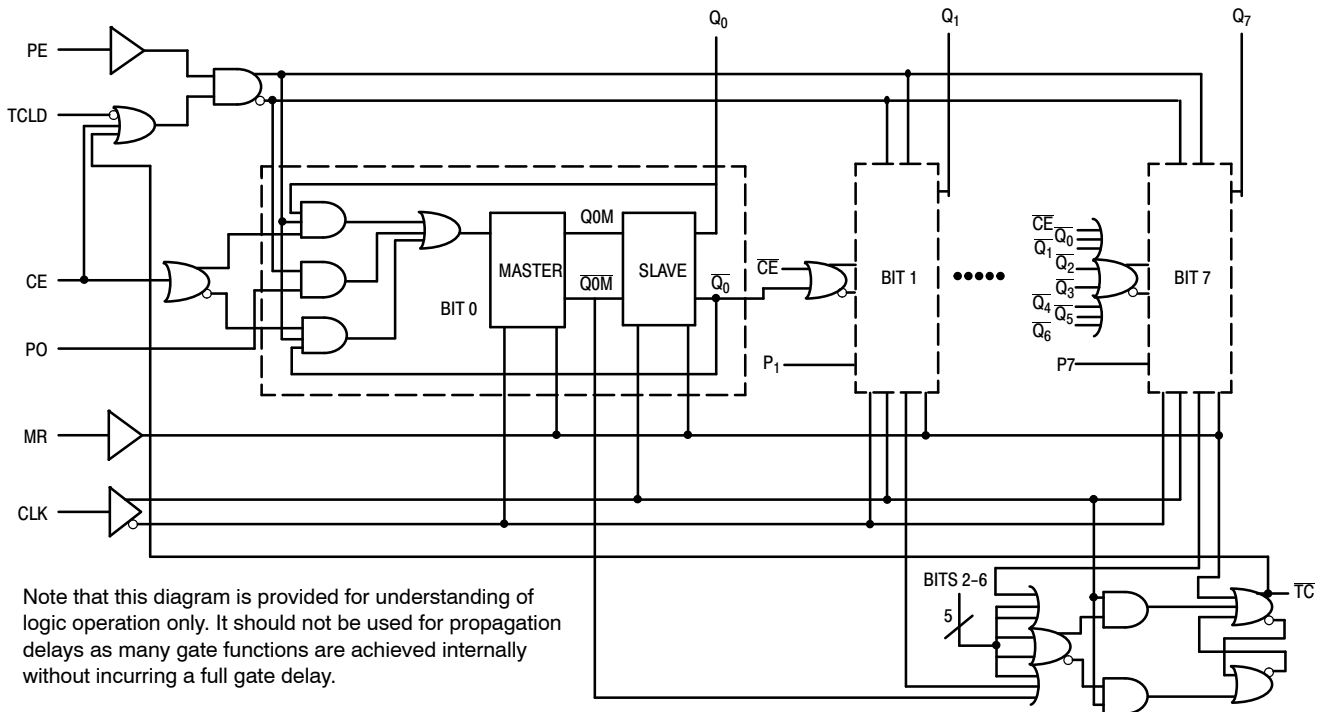 Q0
Q1
Q7
PE
TCLD
CE
PO
MR
CLK
Q0M
Q0M
MASTER
SLAVE
BIT 0
Q0
CE
P1
BIT 1
CE
Q0
Q1
Q2
Q3
Q4
Q5
Q6
P7
BIT 7
BITS 2-6
5
TC
Note that this diagram is provided for understanding of
logic operation only. It should not be used for propagation
delays as many gate functions are achieved internally
without incurring a full gate delay.